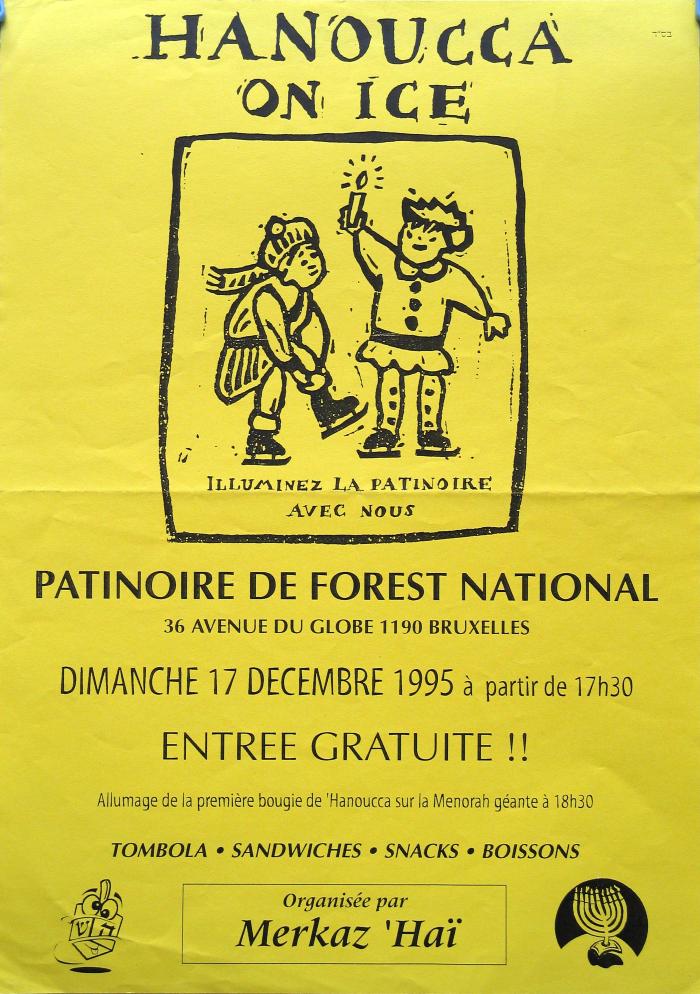 HANOUCCA
בס״ד
ON ICE
ILLUMINEZ LA PATINOIRE
AVEC NOUS
PATINOIRE DE FOREST NATIONAL
36 AVENUE DU GLOBE 1190 BRUXELLES
DIMANCHE 17 DECEMBRE 1995 à partir de 17h30
ENTREE GRATUITE !!
Allumage de la première bougie de 'Hanoucca sur la Menorah géante à 18h30
TOMBOLA • SANDWICHES • SNACKS • BOISSONS
ה ש
Organisée par
Merkaz 'Haï